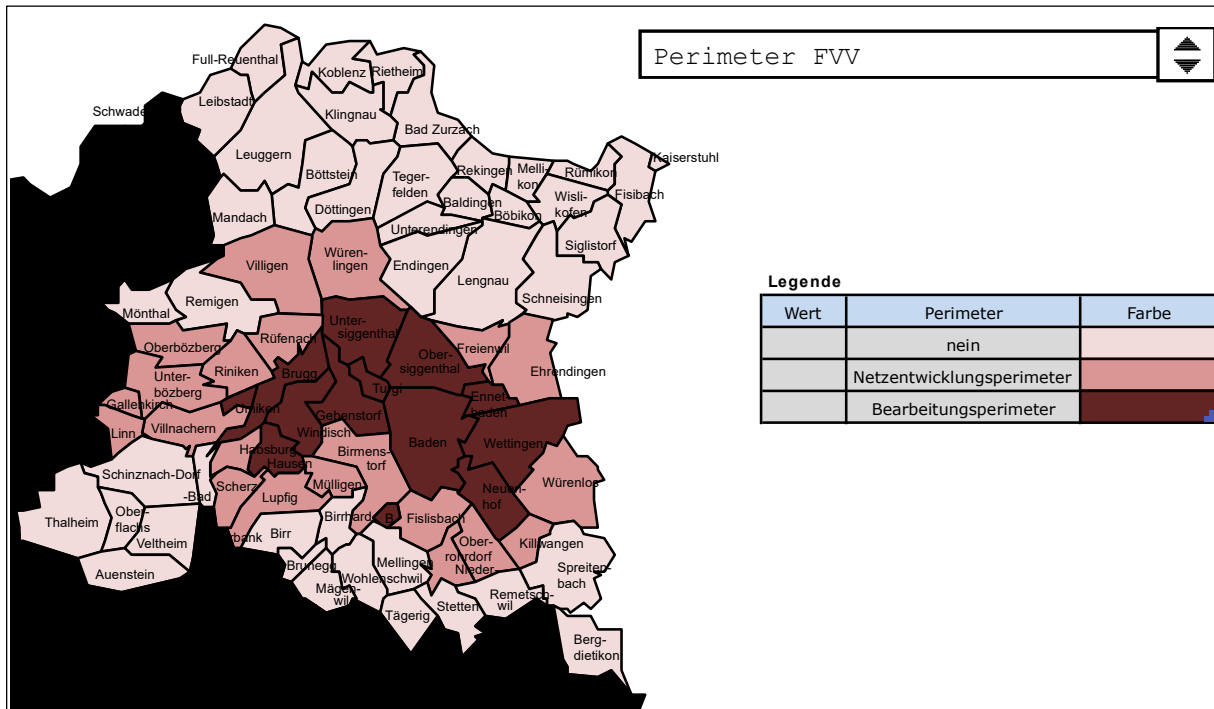 Perimeter FVV
Full-Reuenthal
Koblenz
Rietheim
Leibstadt
Schwade
Klingnau
Bad Zurzach
Leuggern
Kaiserstuhl
Böttstein
Teger-
felden
Rekingen
Melli-
kon
Rümikon
Fisibach
Wisli-
kofen
Baldingen
Böbikon
Mandach
Döttingen
Unterendingen
Siglistorf
Villigen
Würen-
lingen
Endingen
Lengnau
Schneisingen
Remigen
Mönthal
Rüfenach
Unter-
siggenthal
Ober-
siggenthal
Freienwil
Ehrendingen
Oberbözberg
Riniken
Brugg
Unter-
bözberg
Turgi
Ennet-
baden
Gallenkirch
Umiken
Gebenstorf
Linn
Villnachern
Windisch
Baden
Wettingen
Habsburg
Hausen
Birmens-
torf
Schinznach-Dorf
-Bad
Scherz
Lupfig
Mülligen
Neuen-
hof
Würenlos
Thalheim
Ober-
flachs
Veltheim
Birrhard
B
Fislisbach
rbank
Birr
Ober-
rohrdorf
Nieder-
Killwangen
Auenstein
Brunegg
Mellingen
Wohlenschwil
Spreiten-
bach
Mägen-
wil
Tägerig
Stetten
Remetsch-
wil
Berg-
dietikon
Legende
Wert Perimeter Farbe
nein
Netzentwicklungsperimeter
Bearbeitungsperimeter